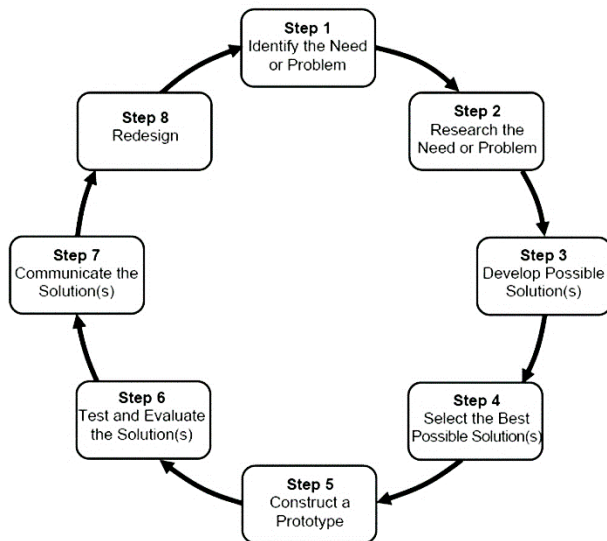 Step 1
Identify the Need
or Problem
Step 2
Research the
Need or Problem
Step 3
Develop Possible
Solution(s)
Step 4
Select the Best
Possible Solution(s)
Step 5
Construct a
Prototype
Step 6
Test and Evaluate
the Solution(s)
Step 7
Communicate the
Solution(s)
Step 8
Redesign